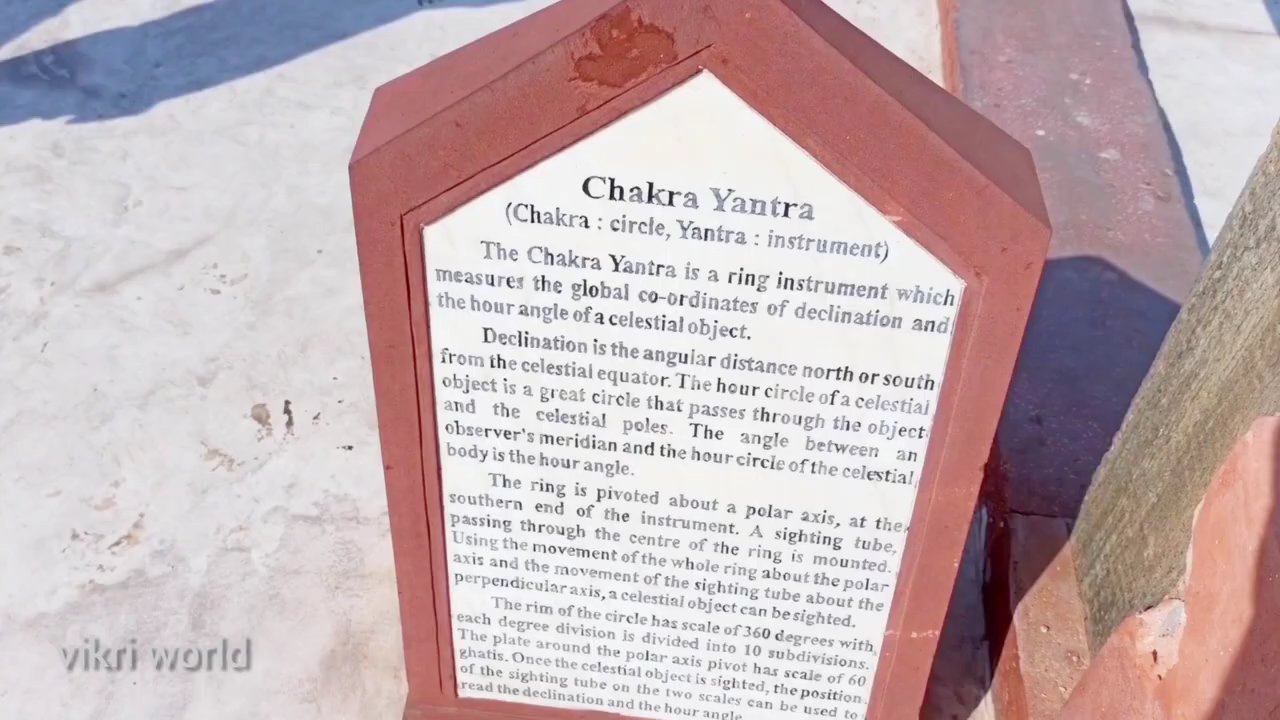 Chakra Yantra
(Chakra : circle, Yantra : instrument)
The Chakra Yantra is a ring instrument which
measures the global co-ordinates of declination and
the hour angle of a celestial object.
Declination is the angular distance north or south
from the celestial equator. The hour circle of a celestial
object is a great circle that passes through the object
and the celestial poles. The angle between an
observer's meridian and the hour circle of the celestial
body is the hour angle.
The ring is pivoted about a polar axis, at the
southern end of the instrument. A sighting tube,
passing through the centre of the ring is mounted.
Using the movement of the whole ring about the polar
axis and the movement of the sighting tube about the
perpendicular axis, a celestial object can be sighted.
The rim of the circle has scale of 360 degrees with
each degree division is divided into 10 subdivisions.
The plate around the polar axis pivot has scale of 60
ghatis. Once the celestial object is sighted, the position
of the sighting tube on the two scales can be used to
read the declination and the hour angle
vikri world